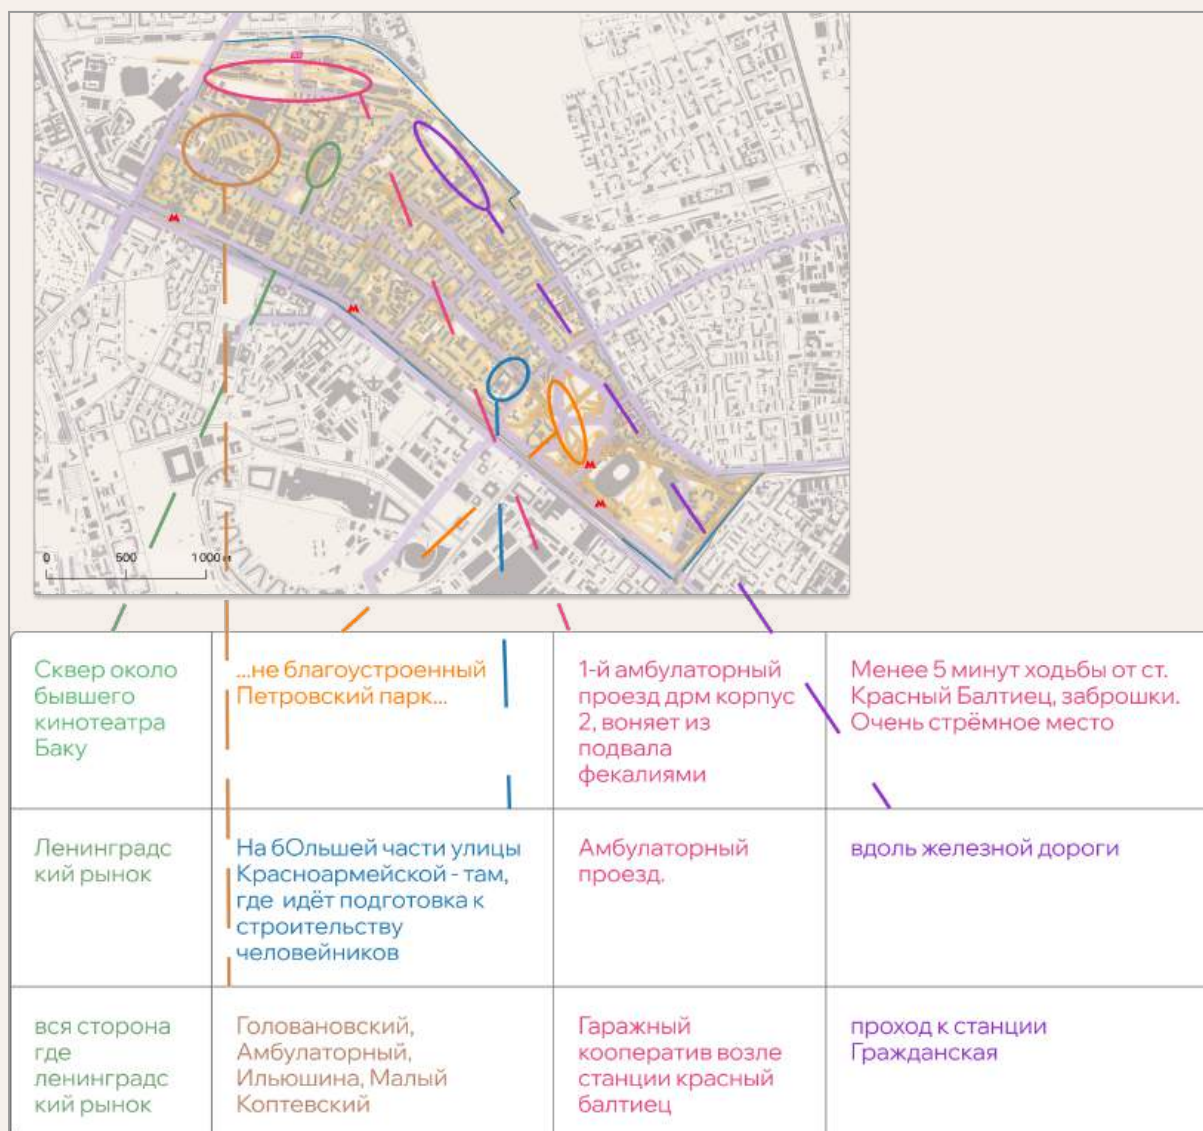 0 500 1 000 м
Сквер около
бывшего
кинотеатра
Баку
...не благоустроенный
Петровский парк...
1-й амбулаторный
проезд дрм корпус
2, воняет из
подвала
фекалиями
Менее 5 минут ходьбы от ст.
Красный Балтиец, заброшки.
Очень стрёмное место
Ленинградс
кий рынок
На бОльшей части улицы
Красноармейской - там,
где идёт подготовка к
строительству
человейников
Амбулаторный
проезд.
вдоль железной дороги
вся сторона
где
ленинградс
кий рынок
Головановский,
Амбулаторный,
Ильюшина, Малый
Коптевский
Гаражный
кооператив возле
станции красный
балтиец
проход к станции
Гражданская